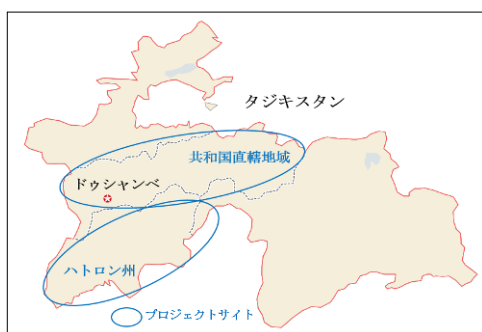 タジキスタン
共和国直轄地域
ドゥシャンベ
ハトロン州
プロジェクトサイト